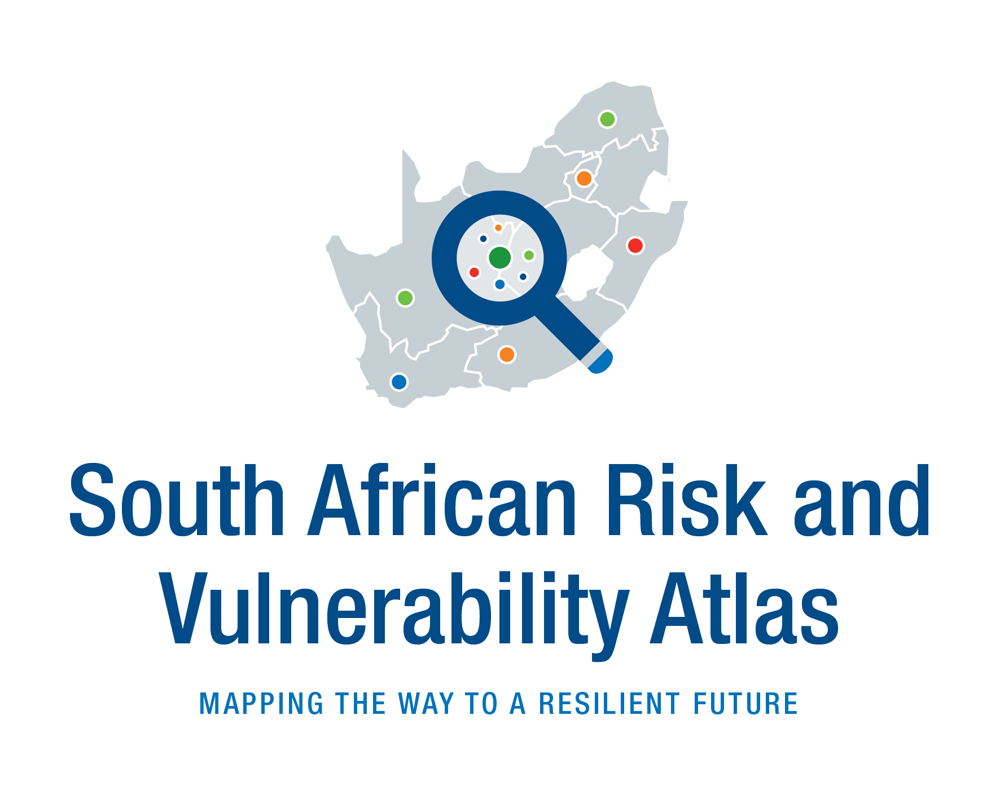 South African Risk and
Vulnerability Atlas
MAPPING THE WAY TO A RESILIENT FUTURE